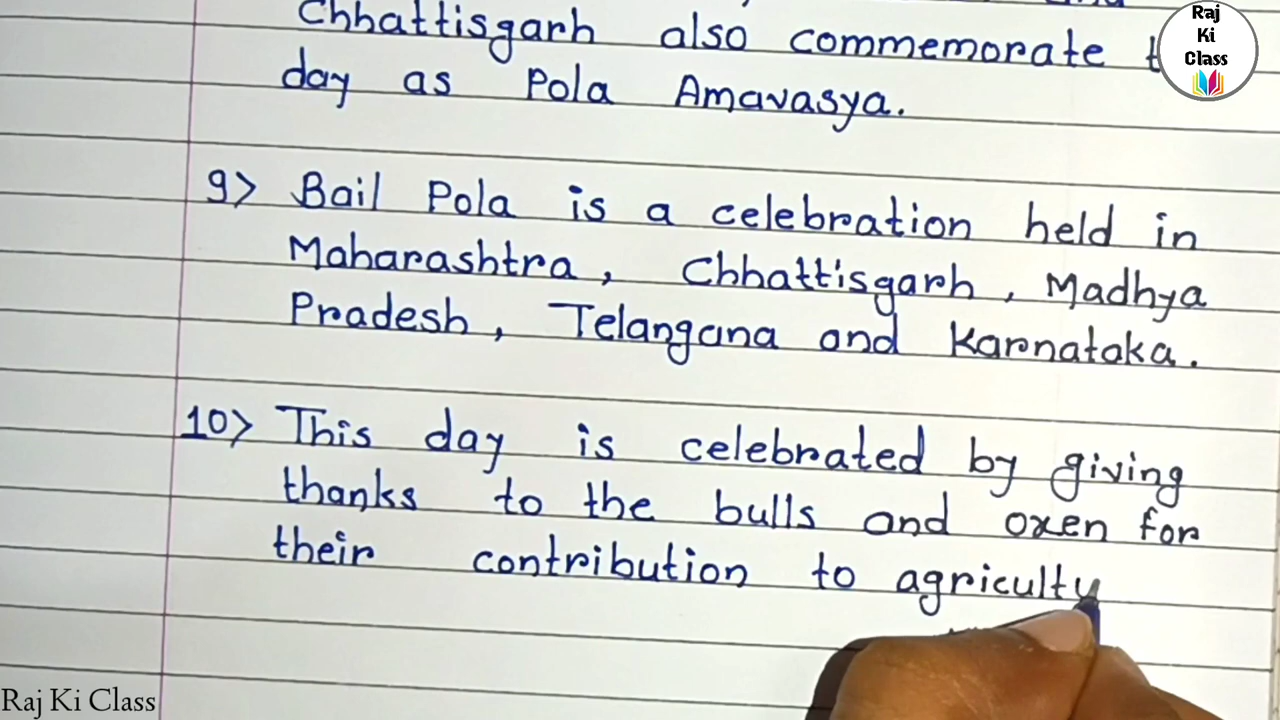 Chhattisgarh also commemorate
day as Pola Amavasya.
9> Bail Pola is a celebration held in
Maharashtra, Chhattisgarh, Madhya
Pradesh, Telangana and Karnataka.
10> This day is celebrated by giving
thanks to the bulls and oxen for
their contribution to agricultu
Raj
Ki
Class
Raj Ki Class